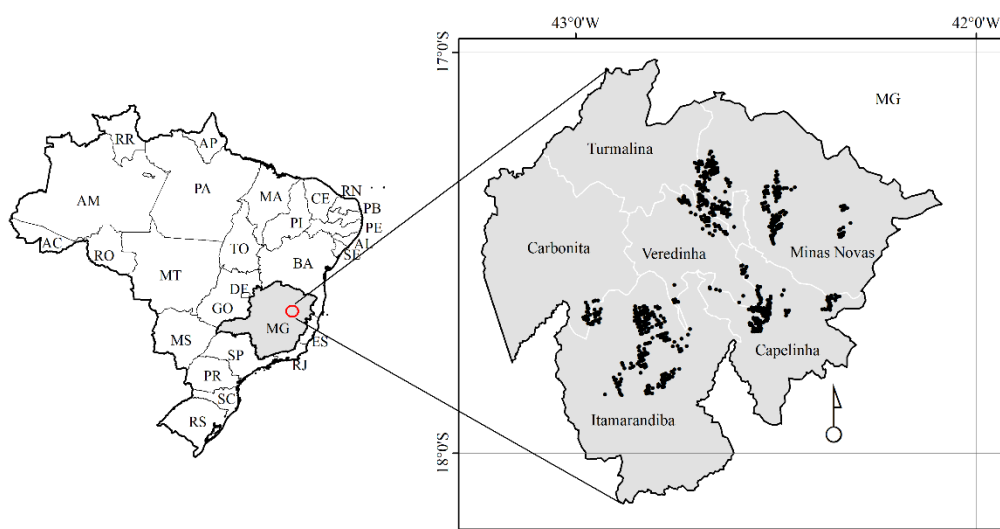 43°0'W
42°0'W
17°0'S
MG
RR
AP
Turmalina
AM
PA
MA
CE
RN
PB
PI
PE
AC
AL
RO
TO
SE
Carbonita
Veredinha
Minas Novas
MT
BA
DE
GO
MG
MS
ES
SP
RJ
Capelinha
PR
SC
Itamarandiba
RS
18°0'S